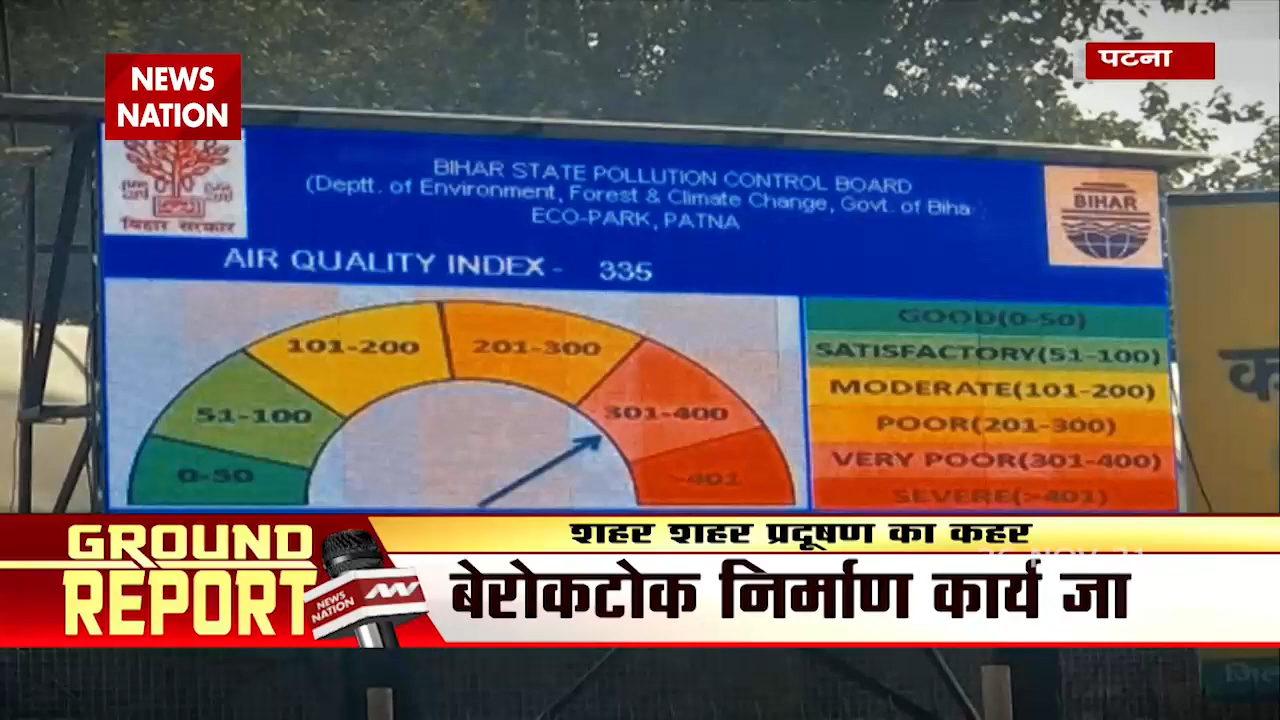 NEWS
NATION
पटना
बिहार सरकार
BIHAR STATE POLLUTION CONTROL BOARD
(Deptt. of Environment, Forest & Climate Change, Govt. of Biha
ECO-PARK, PATNA
BIHAR
AIR QUALITY INDEX - 335
0-50
51-100
101-200
201-300
301-400
>401
GOOD(0-50)
SATISFACTORY(51-100)
MODERATE(101-200)
POOR(201-300)
VERY POOR(301-400)
SEVERE(>401)
GROUND
REPORT
NEWS
NATION
शहर शहर प्रदूषण का कहर
बेरोकटोक निर्माण कार्य जा